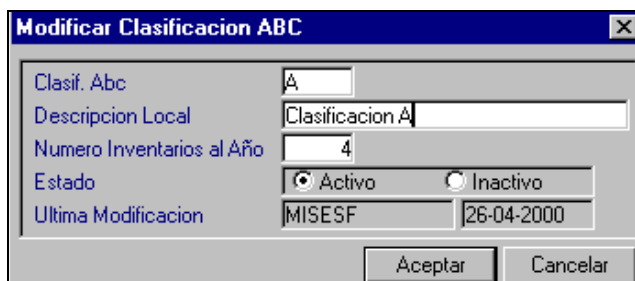 Modificar Clasificacion ABC
Clasif. Abc A
Descripcion Local Clasificacion A
Numero Inventarios al Año 4
Estado Activo Inactivo
Ultima Modificacion MISESF 26-04-2000
Aceptar Cancelar